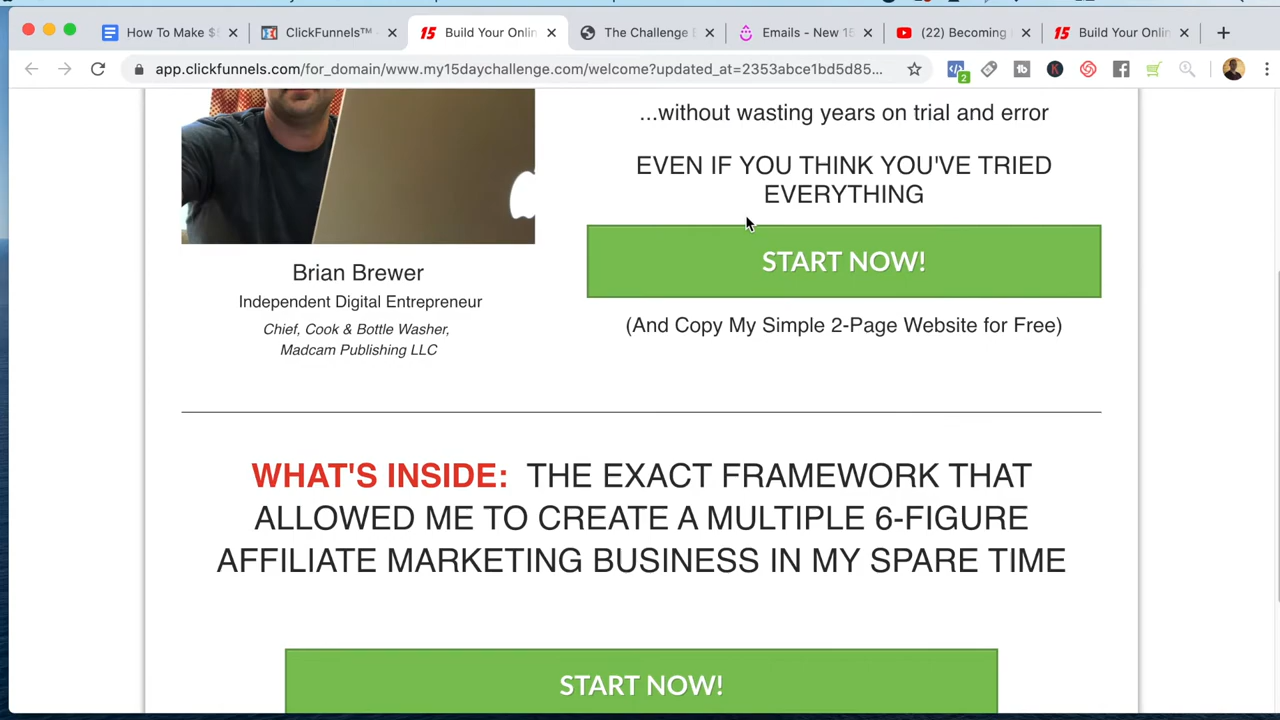 How To Make $
ClickFunnels™
15 Build Your Onlin
The Challenge
Emails - New 15
(22) Becoming
15 Build Your Onlin
app.clickfunnels.com/for_domain/www.my15daychallenge.com/welcome?updated_at=2353abce1bd5d85...
2
...without wasting years on trial and error
EVEN IF YOU THINK YOU'VE TRIED
EVERYTHING
START NOW!
(And Copy My Simple 2-Page Website for Free)
Brian Brewer
Independent Digital Entrepreneur
Chief, Cook & Bottle Washer,
Madcam Publishing LLC
WHAT'S INSIDE: THE EXACT FRAMEWORK THAT
ALLOWED ME TO CREATE A MULTIPLE 6-FIGURE
AFFILIATE MARKETING BUSINESS IN MY SPARE TIME
START NOW!